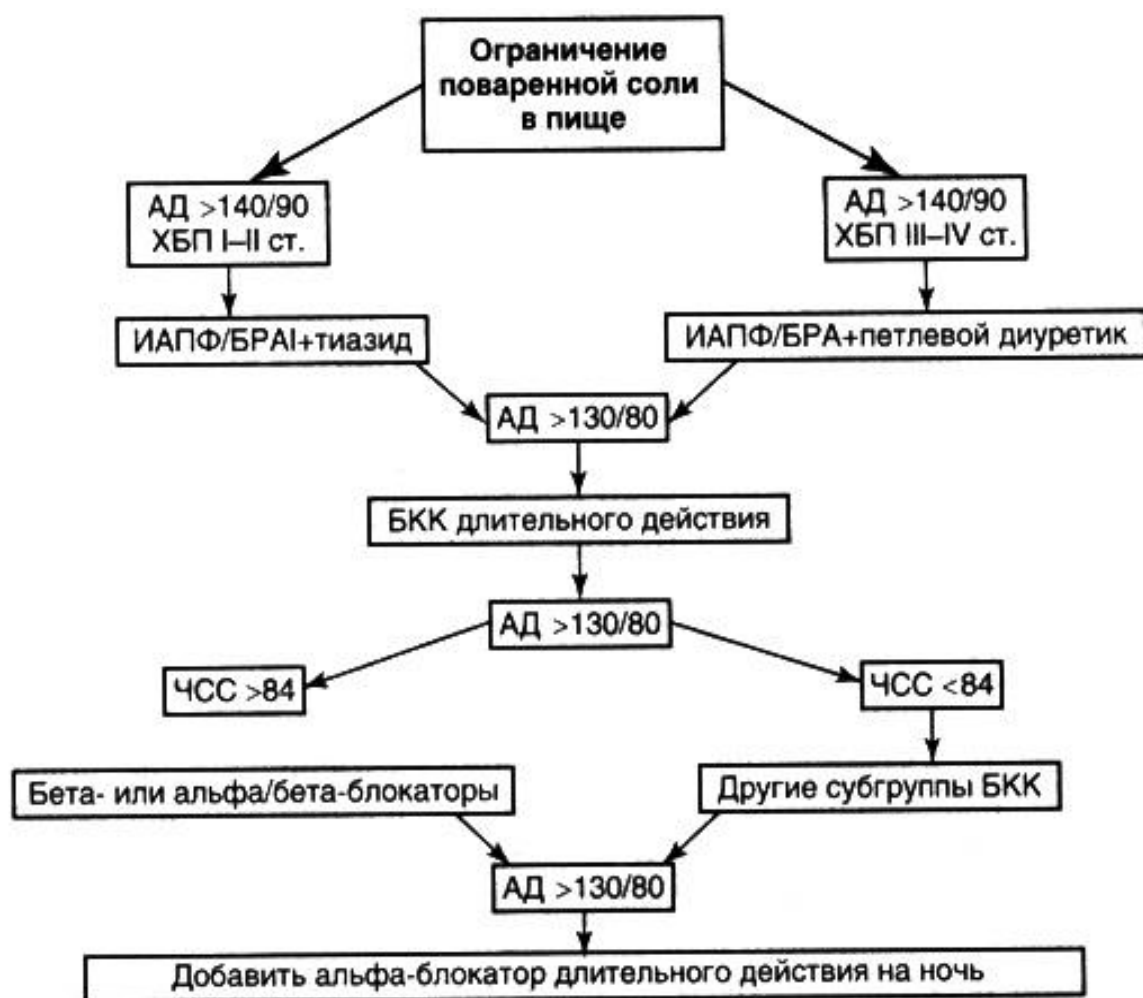 Ограничение
поваренной соли
в пище
АД >140/90
ХБП I–II ст.
АД >140/90
ХБП III–IV ст.
ИАПФ/БРАI+тиазид
ИАПФ/БРА+петлевой диуретик
АД >130/80
БКК длительного действия
АД >130/80
ЧСС >84
ЧСС <84
Бета- или альфа/бета-блокаторы
Другие субгруппы БКК
АД >130/80
Добавить альфа-блокатор длительного действия на ночь